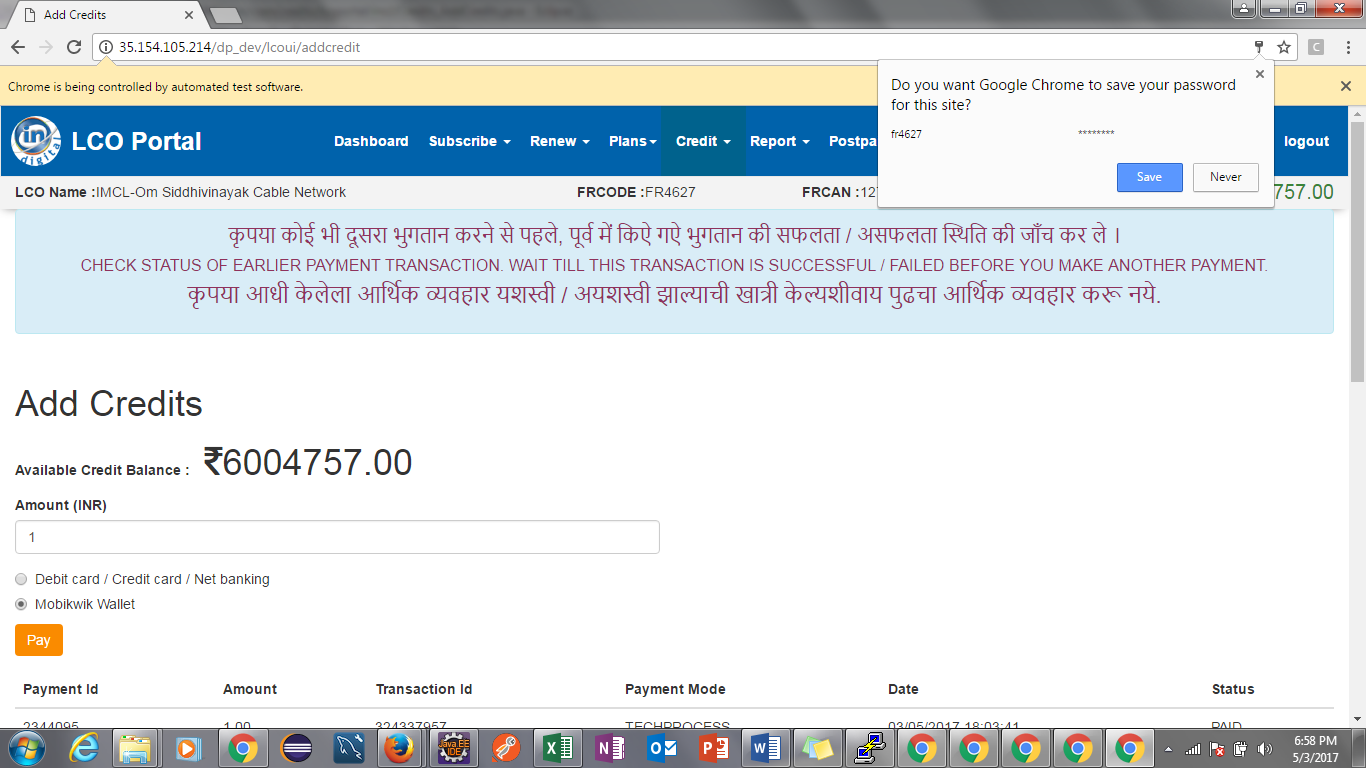 Add Credits
35.154.105.214/dp_dev/lcoui/addcredit
C
Chrome is being controlled by automated test software.
Do you want Google Chrome to save your password
for this site?
fr4627 ********
Save Never
in digital LCO Portal Dashboard Subscribe Renew Plans Credit Report Postpa logout
LCO Name :IMCL-Om Siddhivinayak Cable Network FRCODE :FR4627 FRCAN :12 757.00
कृपया कोई भी दूसरा भुगतान करने से पहले, पूर्व में किऐ गऐ भुगतान की सफलता / असफलता स्थिति की जाँच कर ले ।
CHECK STATUS OF EARLIER PAYMENT TRANSACTION. WAIT TILL THIS TRANSACTION IS SUCCESSFUL / FAILED BEFORE YOU MAKE ANOTHER PAYMENT.
कृपया आधी केलेला आर्थिक व्यवहार यशस्वी / अयशस्वी झाल्याची खात्री केल्यशीवाय पुढचा आर्थिक व्यवहार करू नये.
Add Credits
Available Credit Balance : ₹6004757.00
Amount (INR)
1
Debit card / Credit card / Net banking
Mobikwik Wallet
Pay
Payment Id Amount Transaction Id Payment Mode Date Status
2344095 1.00 324337957 TECHPROCESS 03/05/2017 18:03:41 PAID
Java EE IDE
6:58 PM
5/3/2017